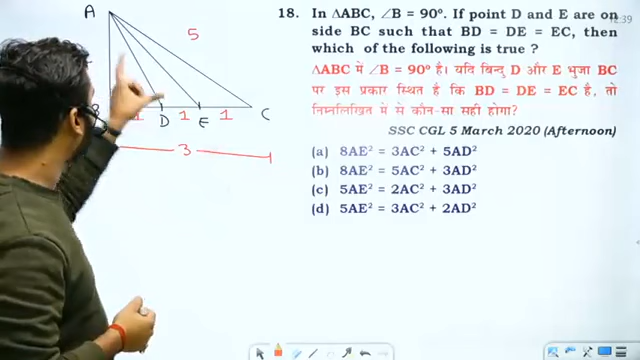 12:39
A
5
18. In ΔABC, ∠B = 90°. If point D and E are on
side BC such that BD = DE = EC, then
which of the following is true ?
ΔABC में ∠B = 90° है। यदि बिन्दु D और E भुजा BC
पर इस प्रकार स्थित है कि BD = DE = EC है, तो
निम्नलिखित में से कौन-सा सही होगा?
SSC CGL 5 March 2020 (Afternoon)
B 1 D 1 E 1 C
3
(a) 8AE² = 3AC² + 5AD²
(b) 8AE² = 5AC² + 3AD²
(c) 5AE² = 2AC² + 3AD²
(d) 5AE² = 3AC² + 2AD²